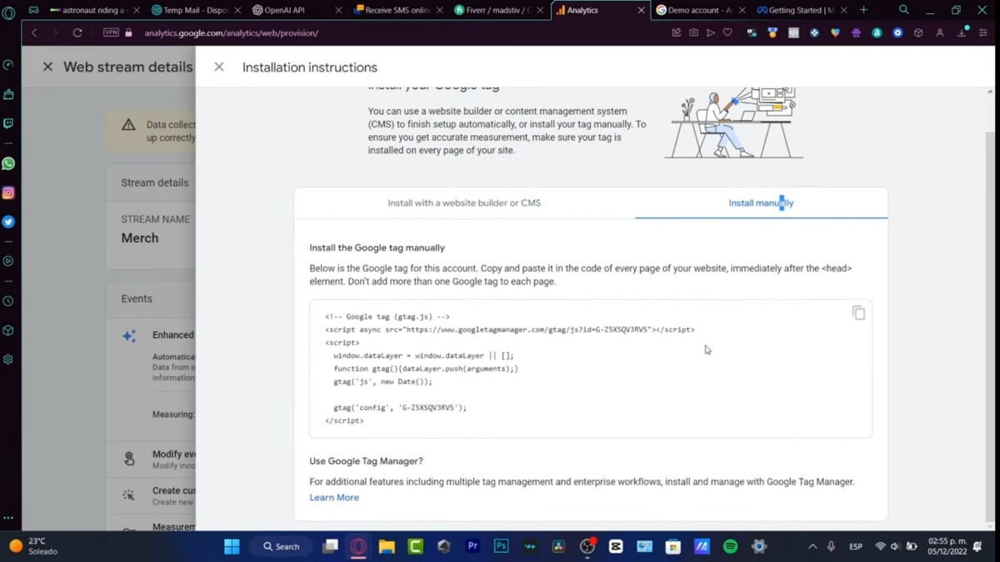 astronaut riding a
Temp Mail - Dispos
OpenAI API
Receive SMS onlin
Fiverr / madstiv / C
Analytics
Demo account - A
Getting Started | M
VPN
analytics.google.com/analytics/web/provision/
Web stream details
Installation instructions
Install your Google tag
You can use a website builder or content management system
(CMS) to finish setup automatically, or install your tag manually. To
ensure you get accurate measurement, make sure your tag is
installed on every page of your site.
Data collect
up correctly
Stream details
STREAM NAME
Merch
Events
Enhanced
Automatica
Data from o
information
Measuring:
Modify eve
Modify inco
Create cus
Create new
Measurem
Install with a website builder or CMS
Install manually
Install the Google tag manually
Below is the Google tag for this account. Copy and paste it in the code of every page of your website, immediately after the <head>
element. Don't add more than one Google tag to each page.
<!-- Google tag (gtag.js) -->
<script async src="https://www.googletagmanager.com/gtag/js?id=G-Z5XSQV3RVS"></script>
<script>
window.dataLayer = window.dataLayer || [];
function gtag(){dataLayer.push(arguments);}
gtag('js', new Date());
gtag('config', 'G-Z5XSQV3RVS');
</script>
Use Google Tag Manager?
For additional features including multiple tag management and enterprise workflows, install and manage with Google Tag Manager.
Learn More
23°C
Soleado
Search
Pr
Ps
ESP
02:55 p. m.
05/12/2022